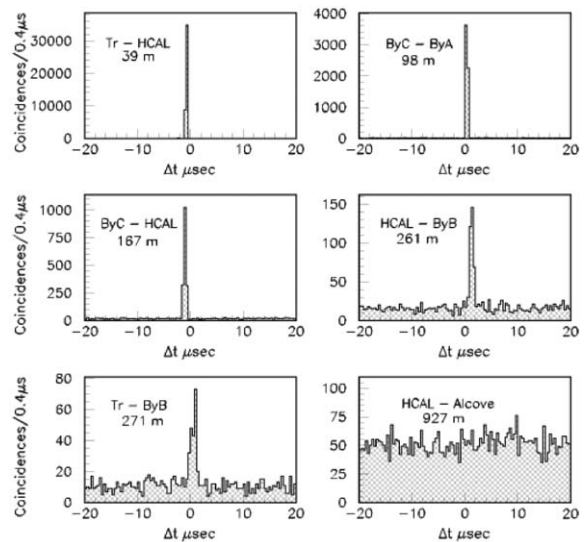 Coincidences/0.4μs
30000
20000
10000
0
Tr – HCAL
39 m
−20 −10 0 10 20
Δt μsec
4000
3000
2000
1000
0
ByC – ByA
98 m
−20 −10 0 10 20
Δt μsec
Coincidences/0.4μs
1000
750
500
250
0
ByC – HCAL
167 m
−20 −10 0 10 20
Δt μsec
150
100
50
0
HCAL – ByB
261 m
−20 −10 0 10 20
Δt μsec
Coincidences/0.4μs
80
60
40
20
0
Tr – ByB
271 m
−20 −10 0 10 20
Δt μsec
100
75
50
25
0
HCAL – Alcove
927 m
−20 −10 0 10 20
Δt μsec